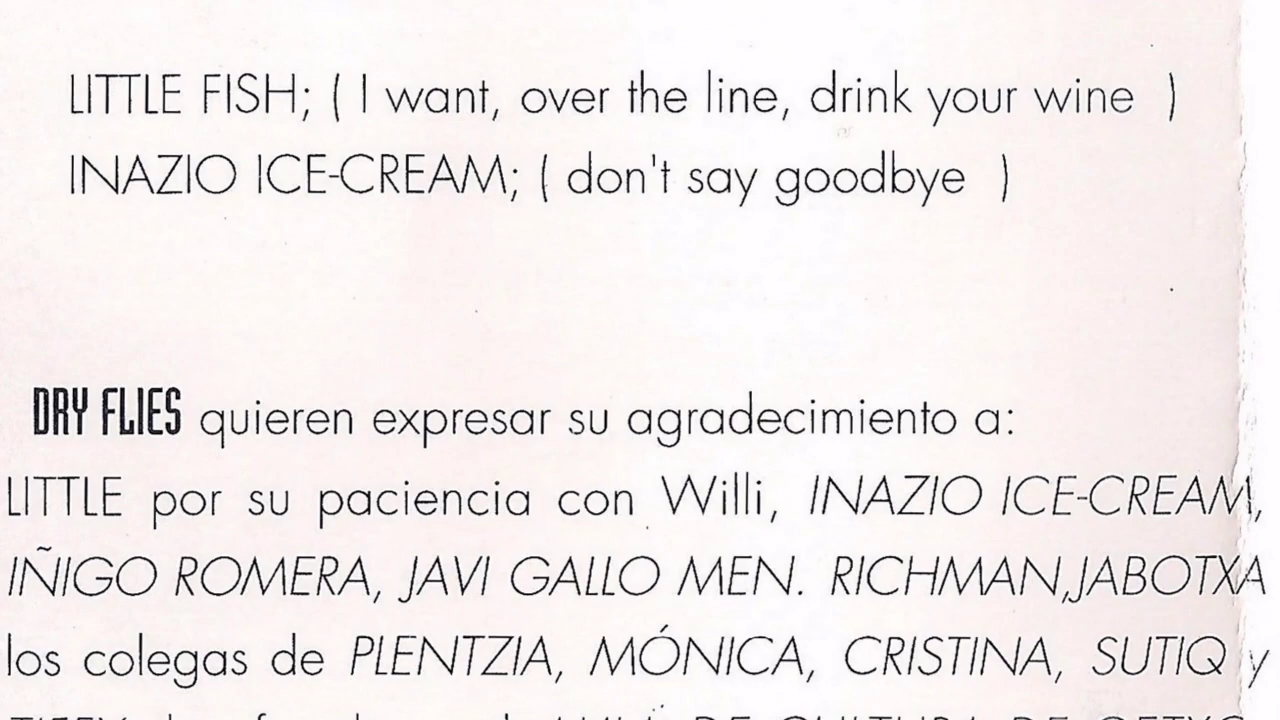 LITTLE FISH; ( I want, over the line, drink your wine )
INAZIO ICE-CREAM; ( don't say goodbye )
DRY FLIES quieren expresar su agradecimiento a:
LITTLE por su paciencia con Willi, INAZIO ICE-CREAM,
IÑIGO ROMERA, JAVI GALLO MEN. RICHMAN,JABOTXA
los colegas de PLENTZIA, MÓNICA, CRISTINA, SUTIQ y